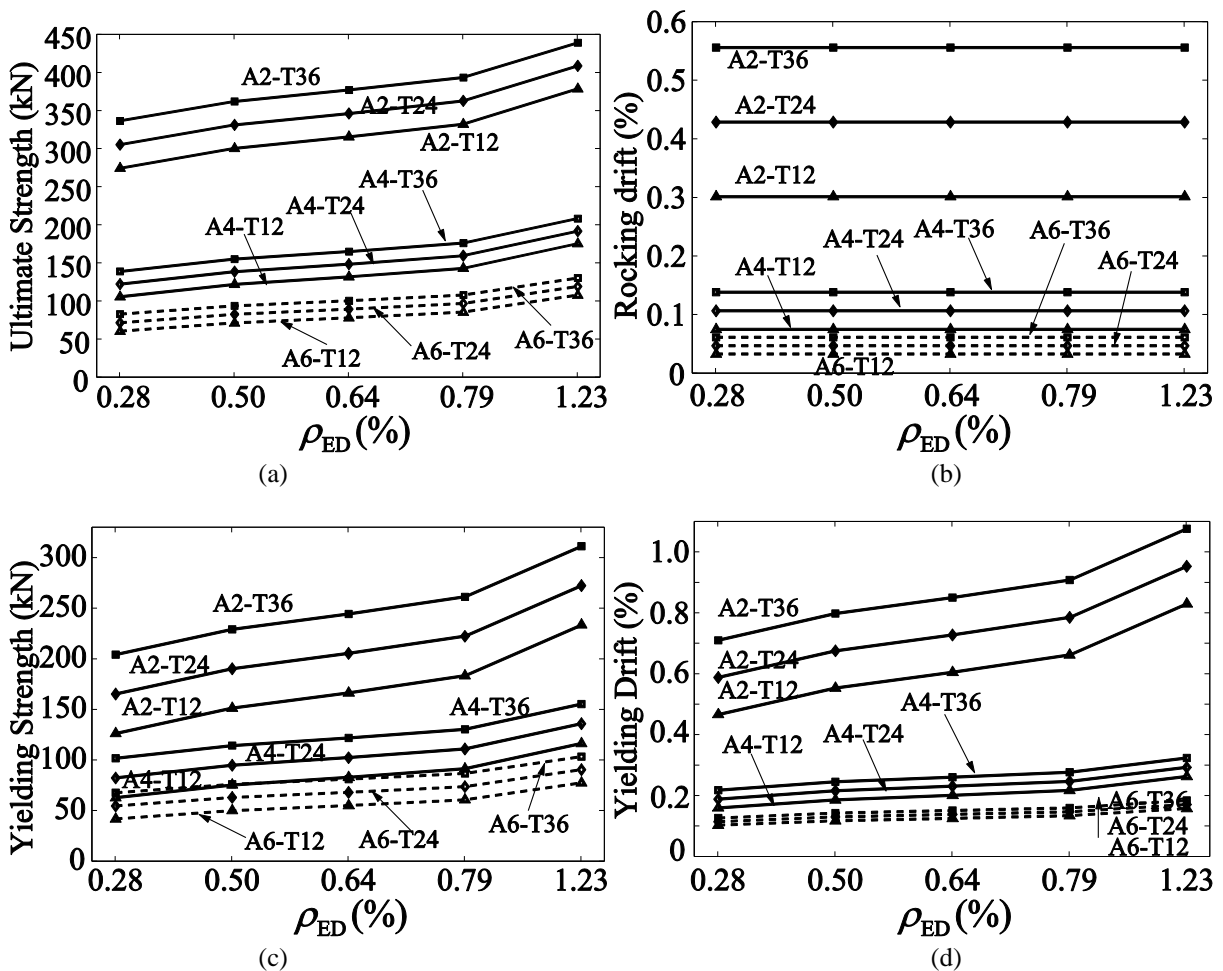 450
400
350
300
250
200
150
100
50
0
Ultimate Strength (kN)
A2-T36
A2-T24
A2-T12
A4-T36
A4-T24
A4-T12
A6-T12
A6-T24
A6-T36
0.28 0.50 0.64 0.79 1.23
ρED (%)
(a)
0.6
0.5
0.4
0.3
0.2
0.1
0
Rocking drift (%)
A2-T36
A2-T24
A2-T12
A4-T36
A6-T36
A4-T24
A6-T24
A4-T12
A6-T12
0.28 0.50 0.64 0.79 1.23
ρED (%)
(b)
300
250
200
150
100
50
0
Yielding Strength (kN)
A2-T36
A2-T24
A2-T12
A4-T36
A4-T24
A4-T12
A6-T36
A6-T12
A6-T24
0.28 0.50 0.64 0.79 1.23
ρED (%)
(c)
1.0
0.8
0.6
0.4
0.2
0
Yielding Drift (%)
A2-T36
A2-T24
A2-T12
A4-T36
A4-T24
A4-T12
A6-T36
A6-T24
A6-T12
0.28 0.50 0.64 0.79 1.23
ρED (%)
(d)